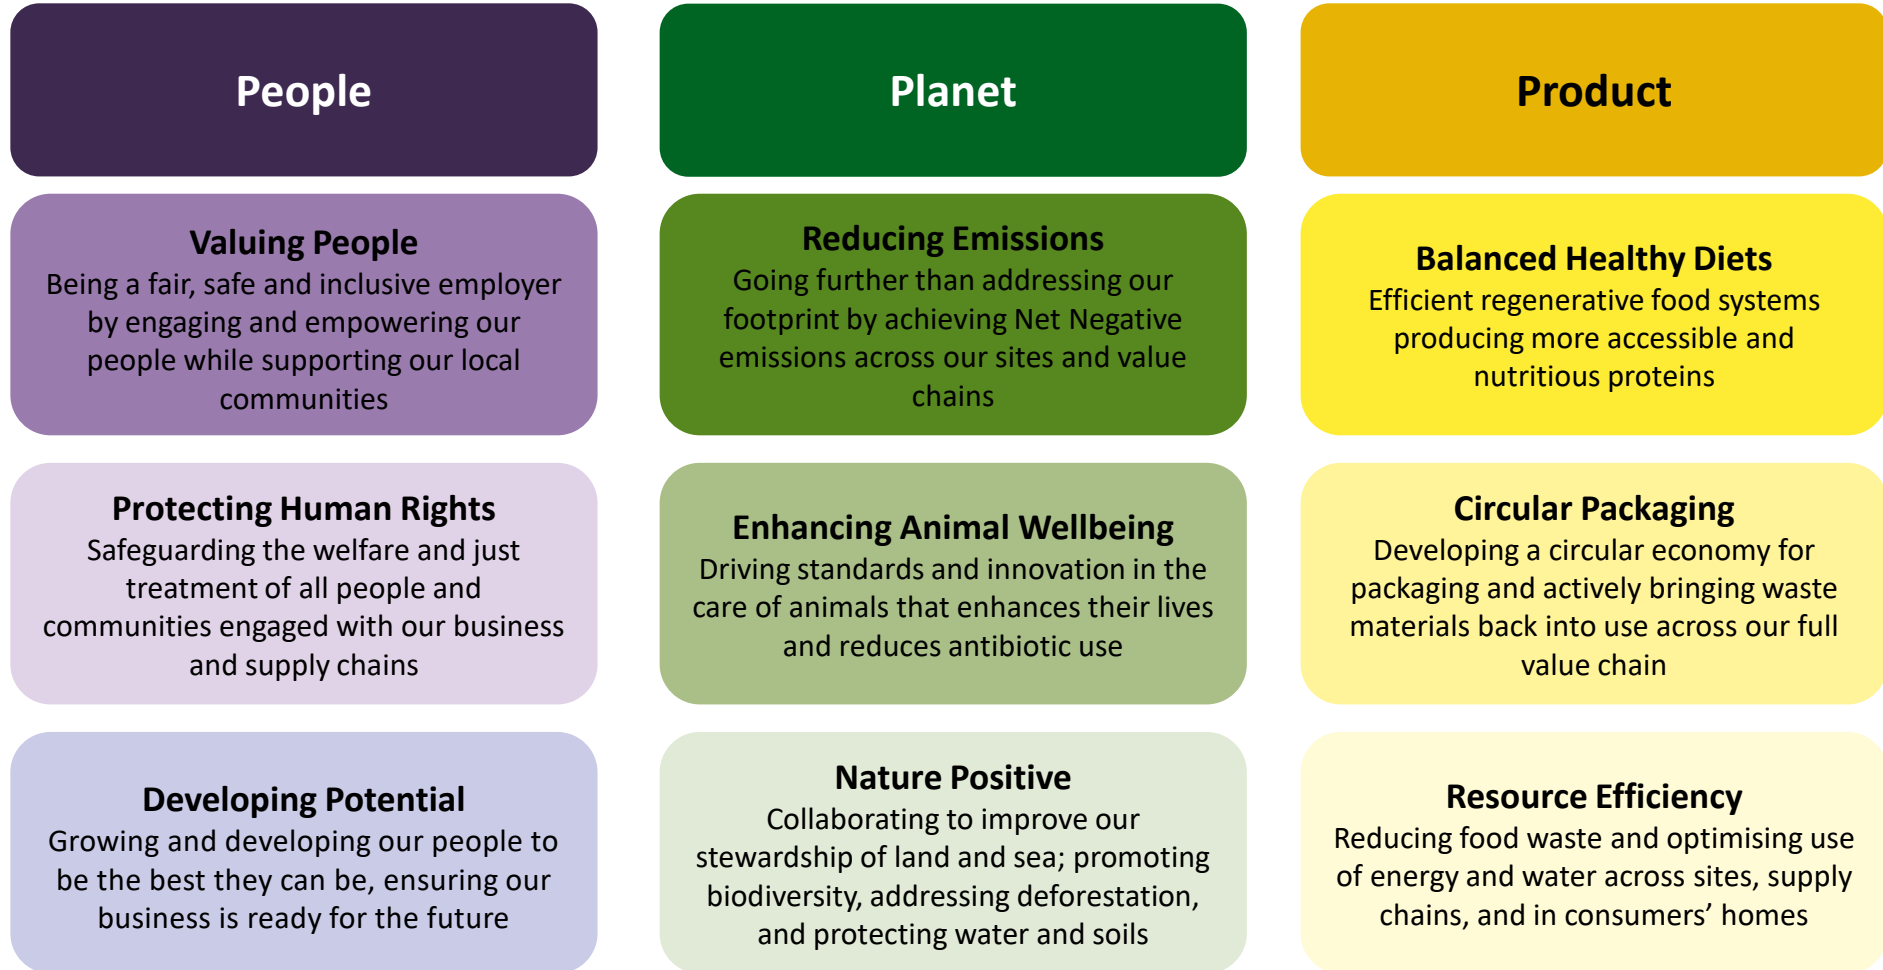 People
Valuing People
Being a fair, safe and inclusive employer
by engaging and empowering our
people while supporting our local
communities
Protecting Human Rights
Safeguarding the welfare and just
treatment of all people and
communities engaged with our business
and supply chains
Developing Potential
Growing and developing our people to
be the best they can be, ensuring our
business is ready for the future
Planet
Reducing Emissions
Going further than addressing our
footprint by achieving Net Negative
emissions across our sites and value
chains
Enhancing Animal Wellbeing
Driving standards and innovation in the
care of animals that enhances their lives
and reduces antibiotic use
Nature Positive
Collaborating to improve our
stewardship of land and sea; promoting
biodiversity, addressing deforestation,
and protecting water and soils
Product
Balanced Healthy Diets
Efficient regenerative food systems
producing more accessible and
nutritious proteins
Circular Packaging
Developing a circular economy for
packaging and actively bringing waste
materials back into use across our full
value chain
Resource Efficiency
Reducing food waste and optimising use
of energy and water across sites, supply
chains, and in consumers’ homes